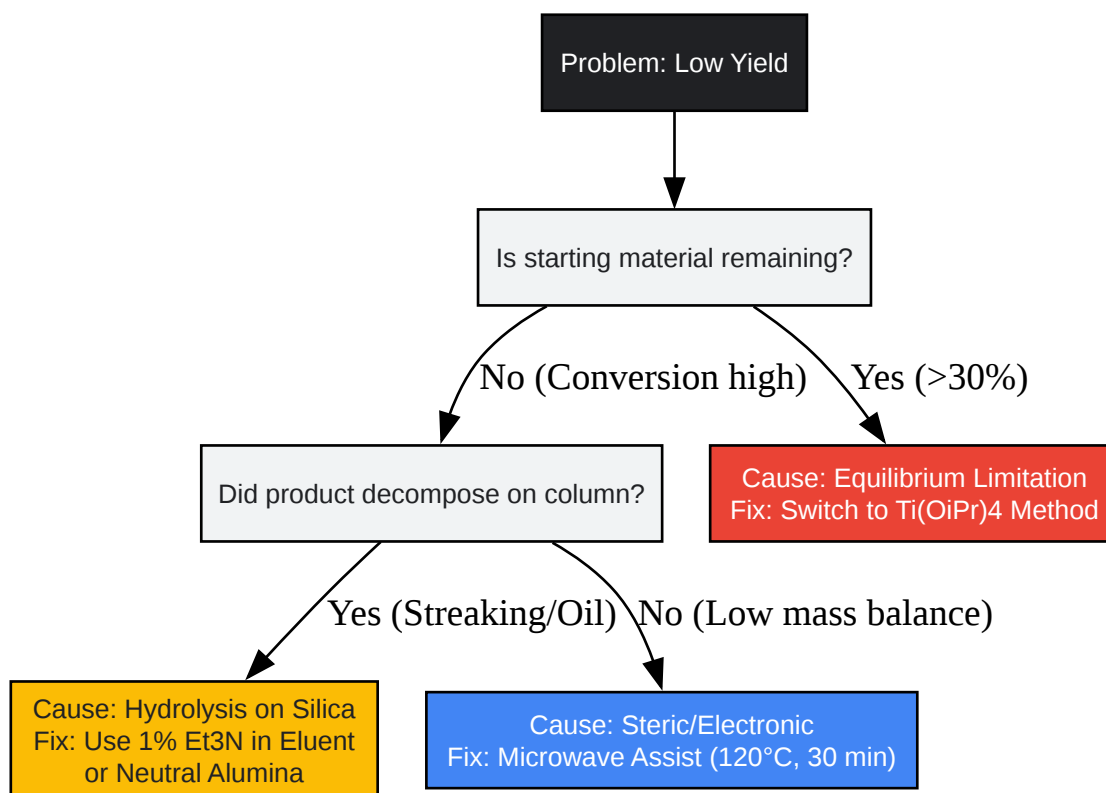 Problem: Low Yield
Is starting material remaining?
No (Conversion high)
Yes (>30%)
Did product decompose on column?
Cause: Equilibrium Limitation
Fix: Switch to Ti(OiPr)4 Method
Yes (Streaking/Oil)
No (Low mass balance)
Cause: Hydrolysis on Silica
Fix: Use 1% Et3N in Eluent
or Neutral Alumina
Cause: Steric/Electronic
Fix: Microwave Assist (120°C, 30 min)